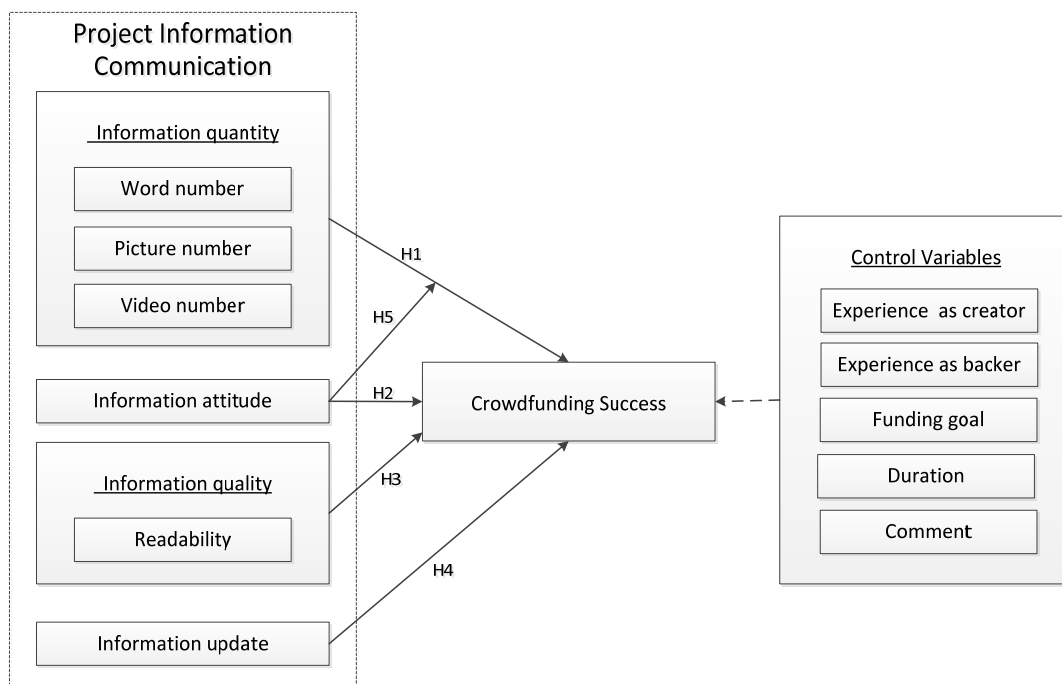 Project Information
Communication
Information quantity
Word number
Picture number
Video number
Information attitude
Information quality
Readability
Information update
H1
H5
H2
H3
H4
Crowdfunding Success
Control Variables
Experience as creator
Experience as backer
Funding goal
Duration
Comment